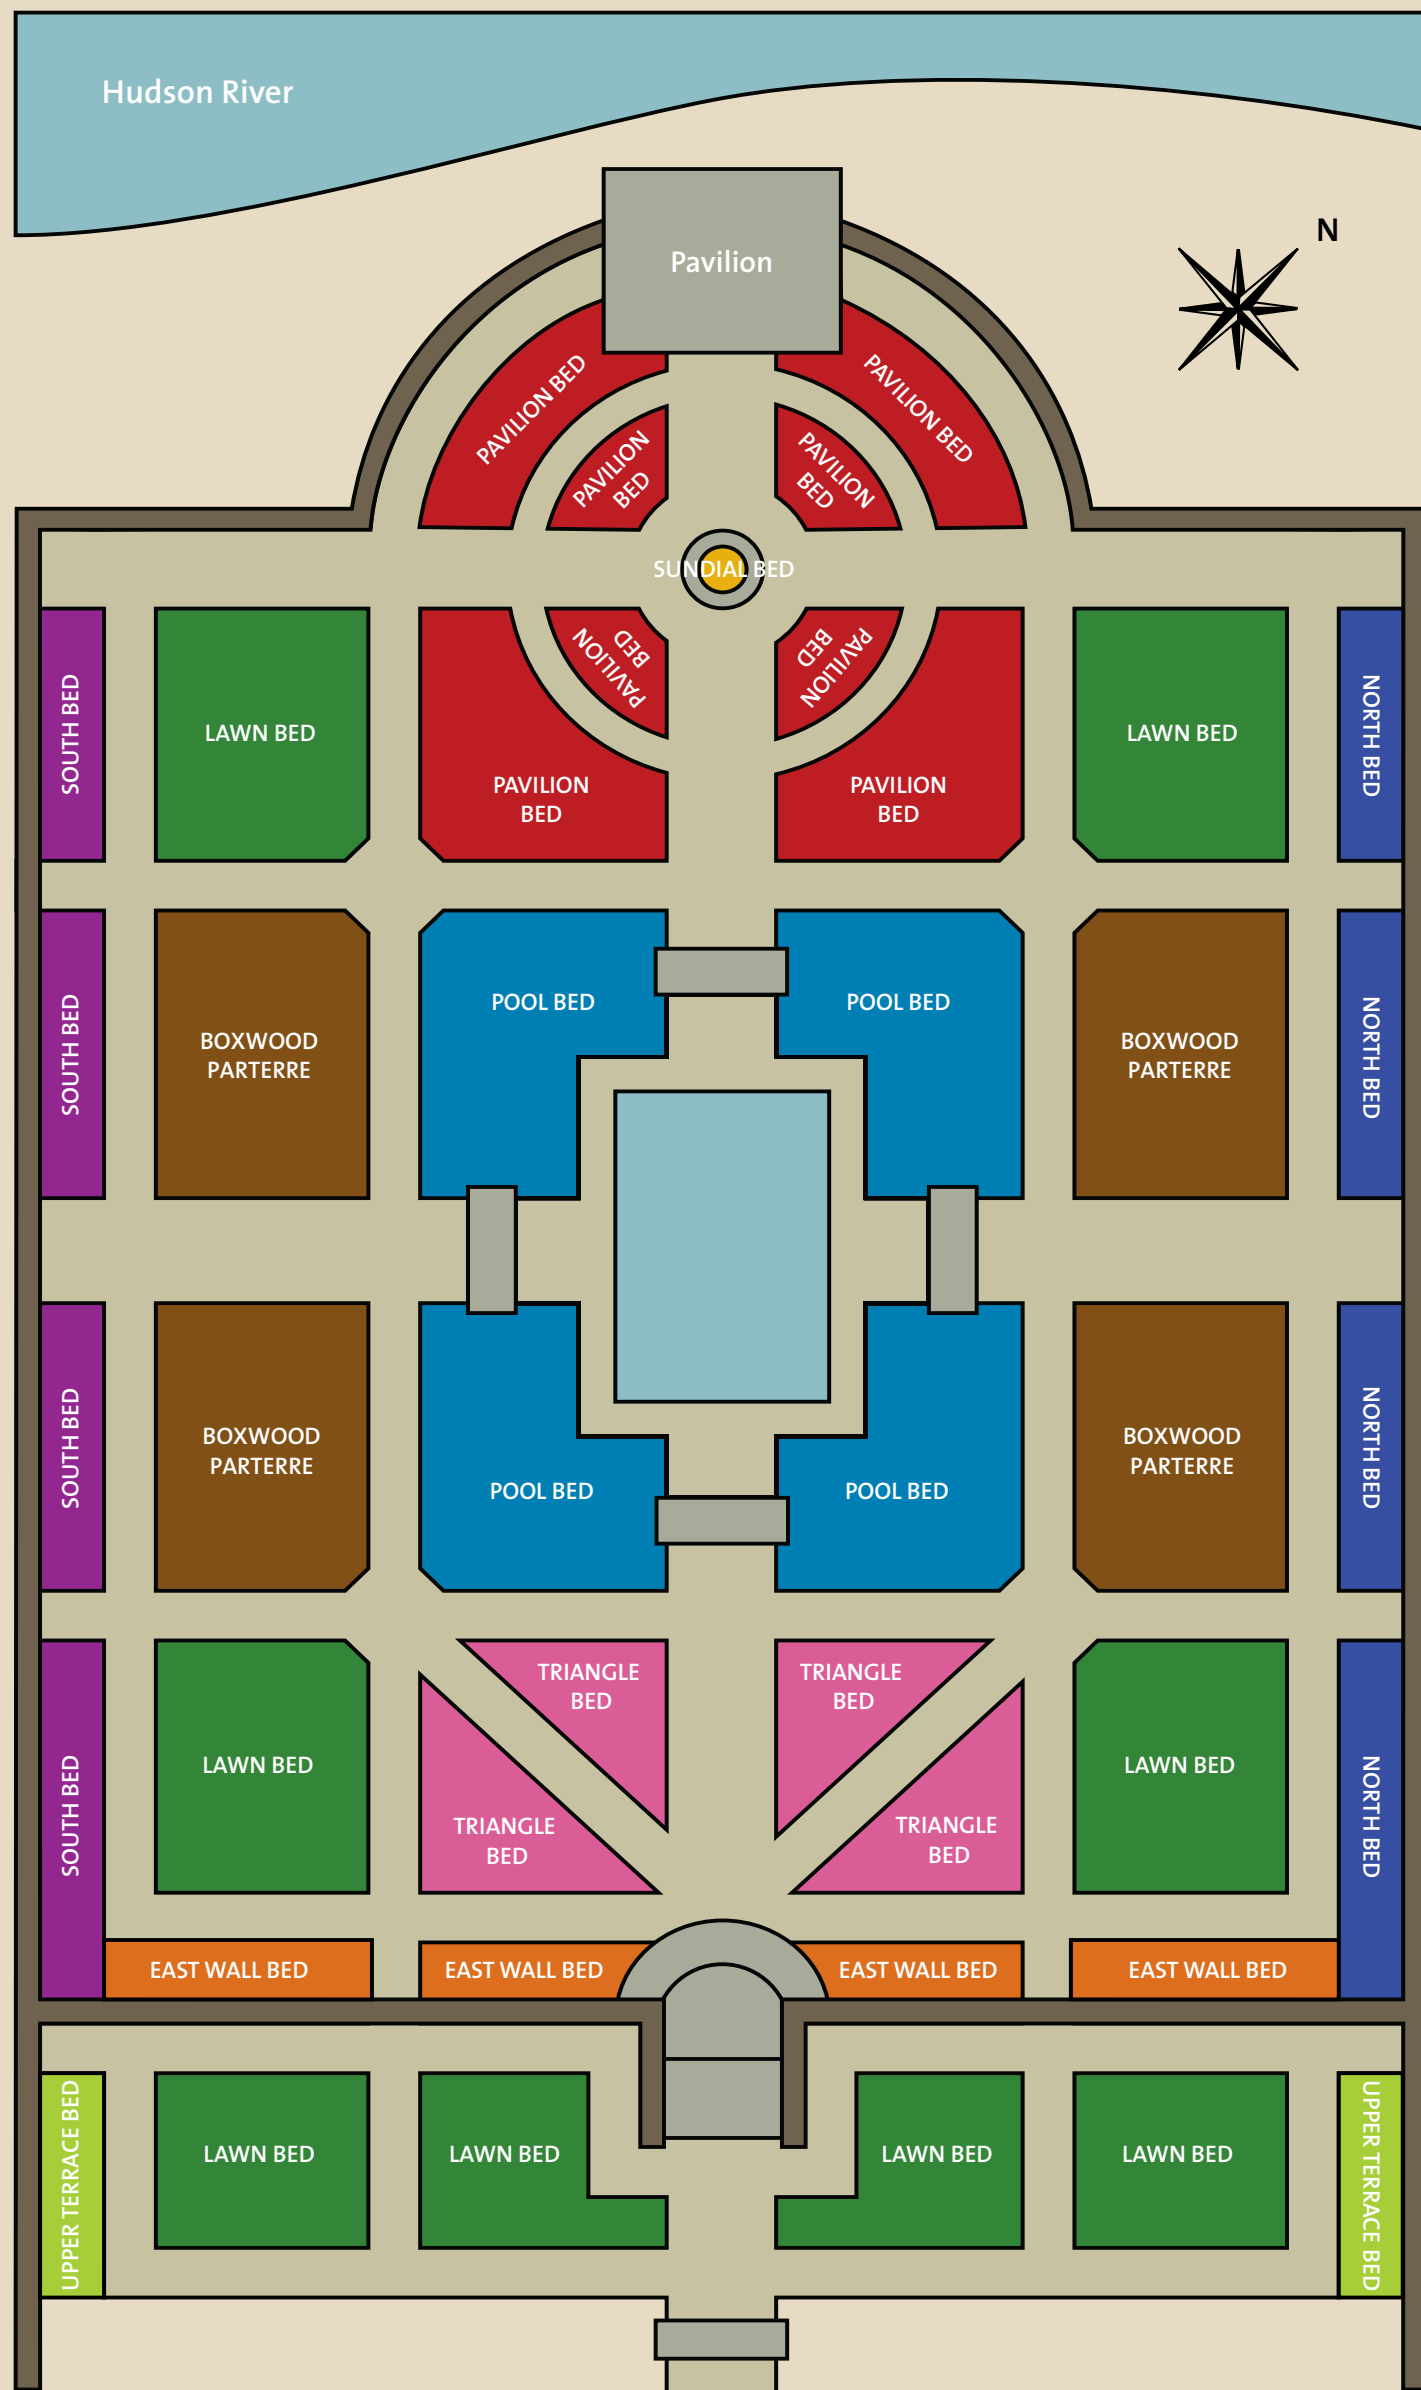 Hudson River
N
Pavilion
PAVILION BED
PAVILION BED
PAVILION
BED
PAVILION
BED
SUNDIAL BED
PAVILION
BED
PAVILION
BED
SOUTH BED
LAWN BED
PAVILION
BED
PAVILION
BED
LAWN BED
NORTH BED
SOUTH BED
BOXWOOD
PARTERRE
POOL BED
POOL BED
BOXWOOD
PARTERRE
NORTH BED
SOUTH BED
BOXWOOD
PARTERRE
POOL BED
POOL BED
BOXWOOD
PARTERRE
NORTH BED
SOUTH BED
LAWN BED
TRIANGLE
BED
TRIANGLE
BED
TRIANGLE
BED
TRIANGLE
BED
LAWN BED
NORTH BED
EAST WALL BED
EAST WALL BED
EAST WALL BED
EAST WALL BED
UPPER TERRACE BED
LAWN BED
LAWN BED
LAWN BED
LAWN BED
UPPER TERRACE BED